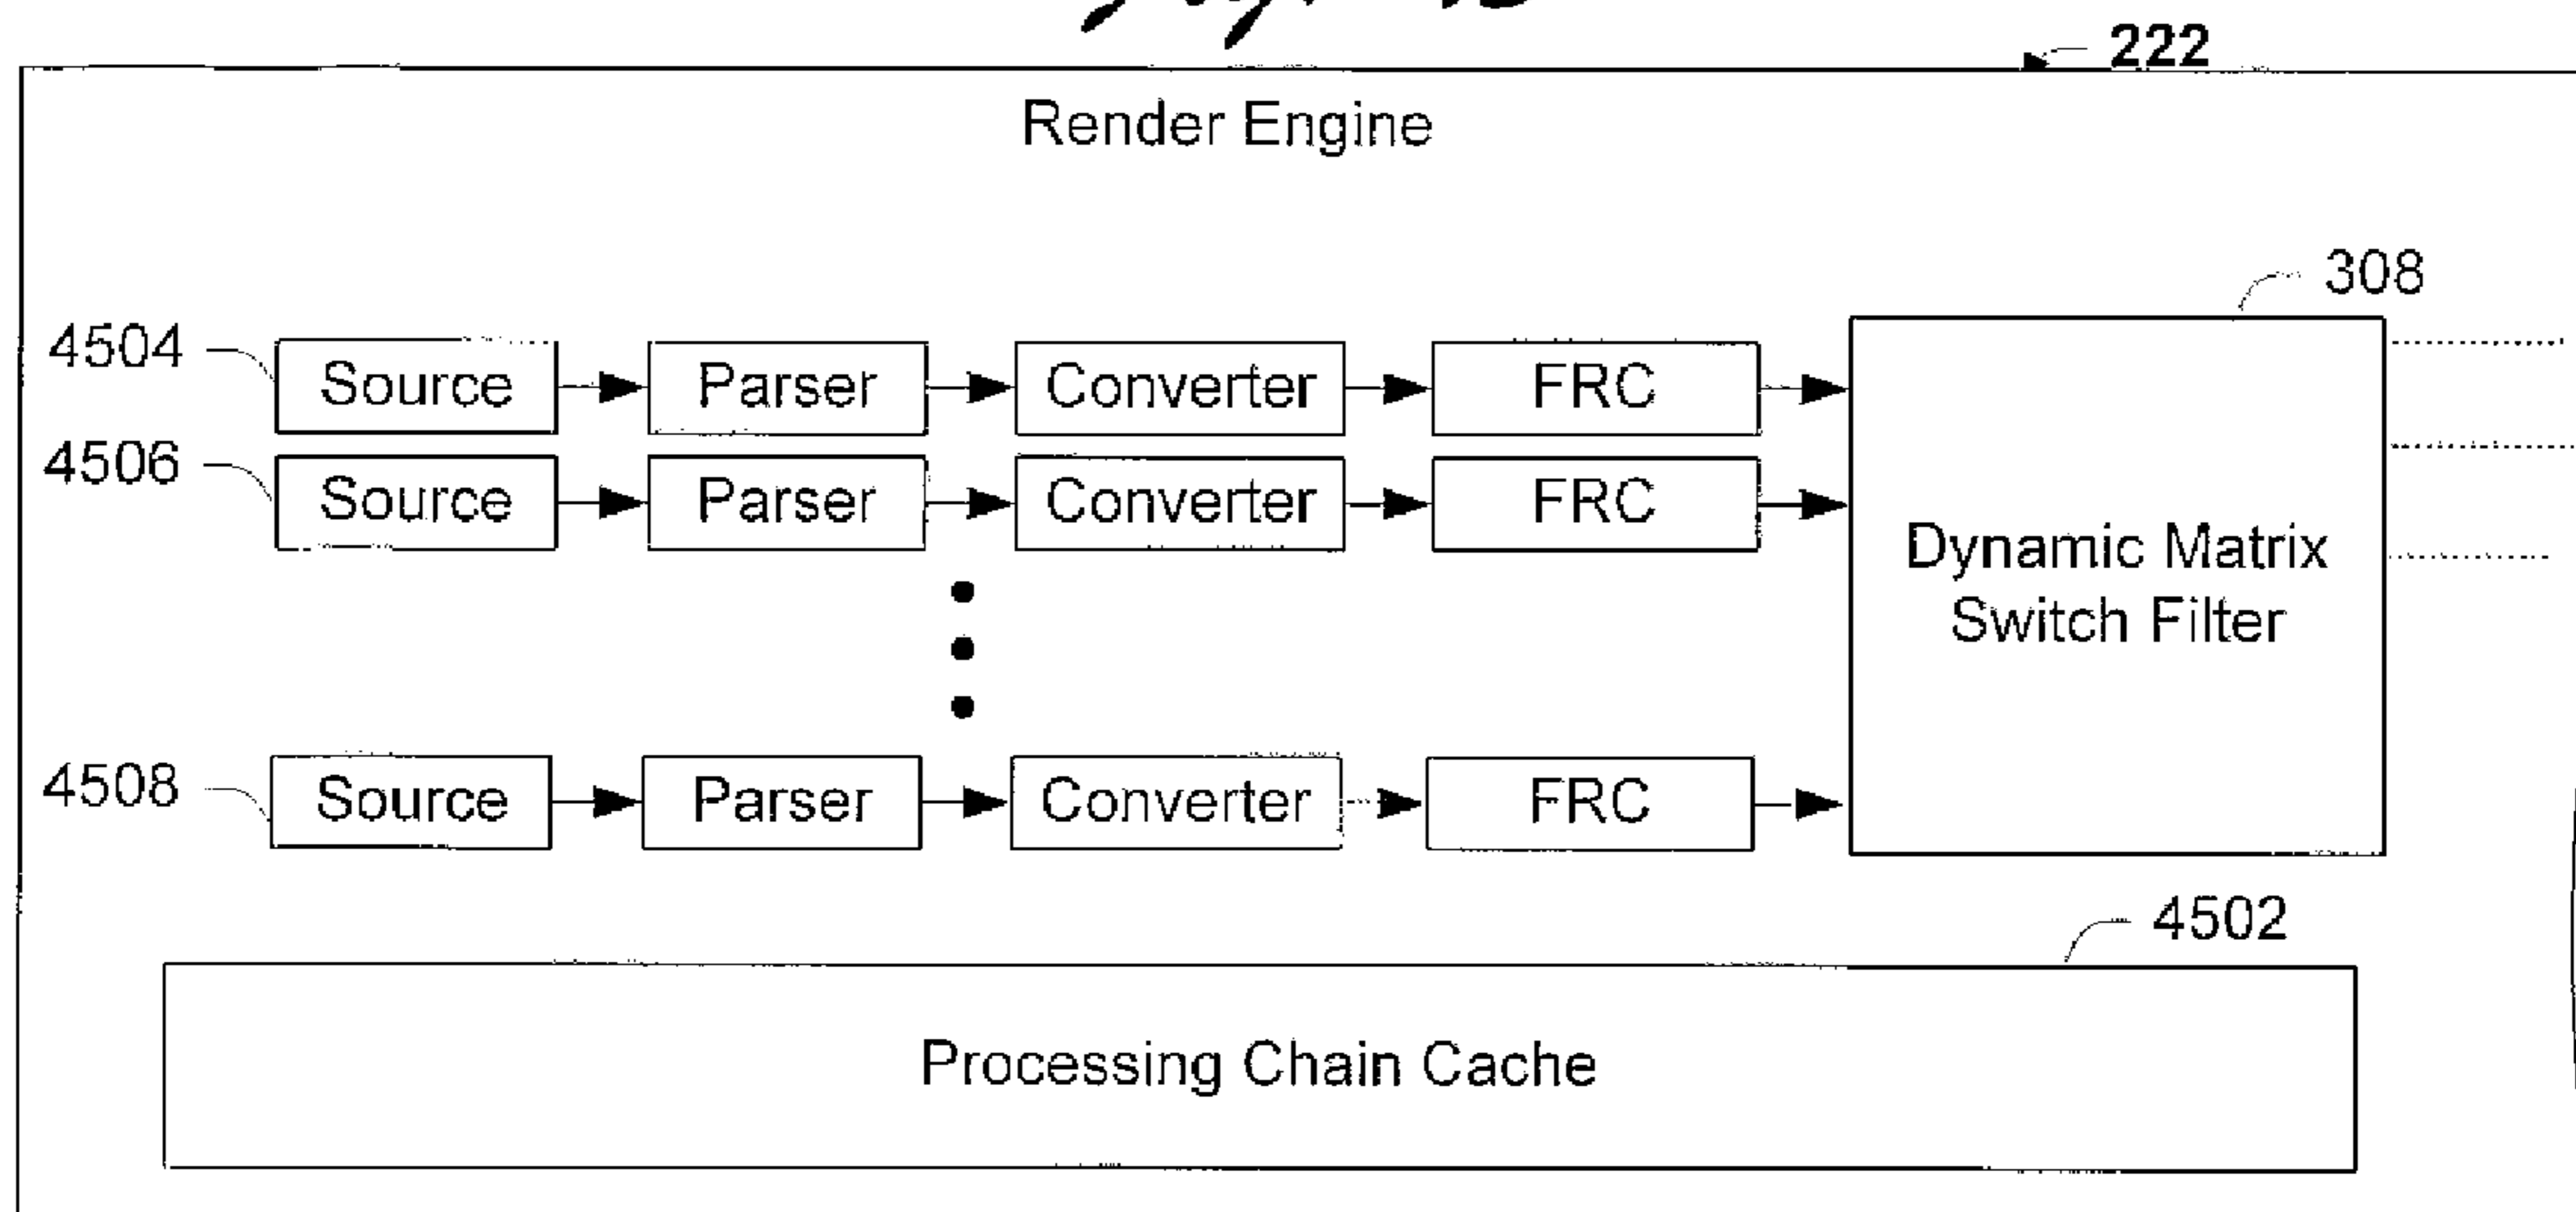 222
Render Engine
308
4504 Source Parser Converter FRC
4506 Source Parser Converter FRC
Dynamic Matrix
Switch Filter
4508 Source Parser Converter FRC
4502
Processing Chain Cache